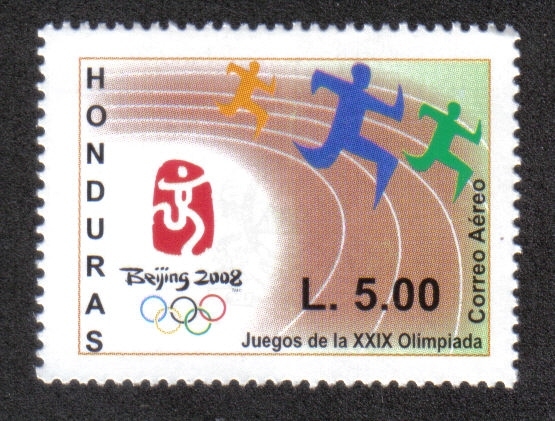 HONDURAS
Beijing 2008
L. 5.00
Juegos de la XXIX Olimpiada
Correo Aéreo